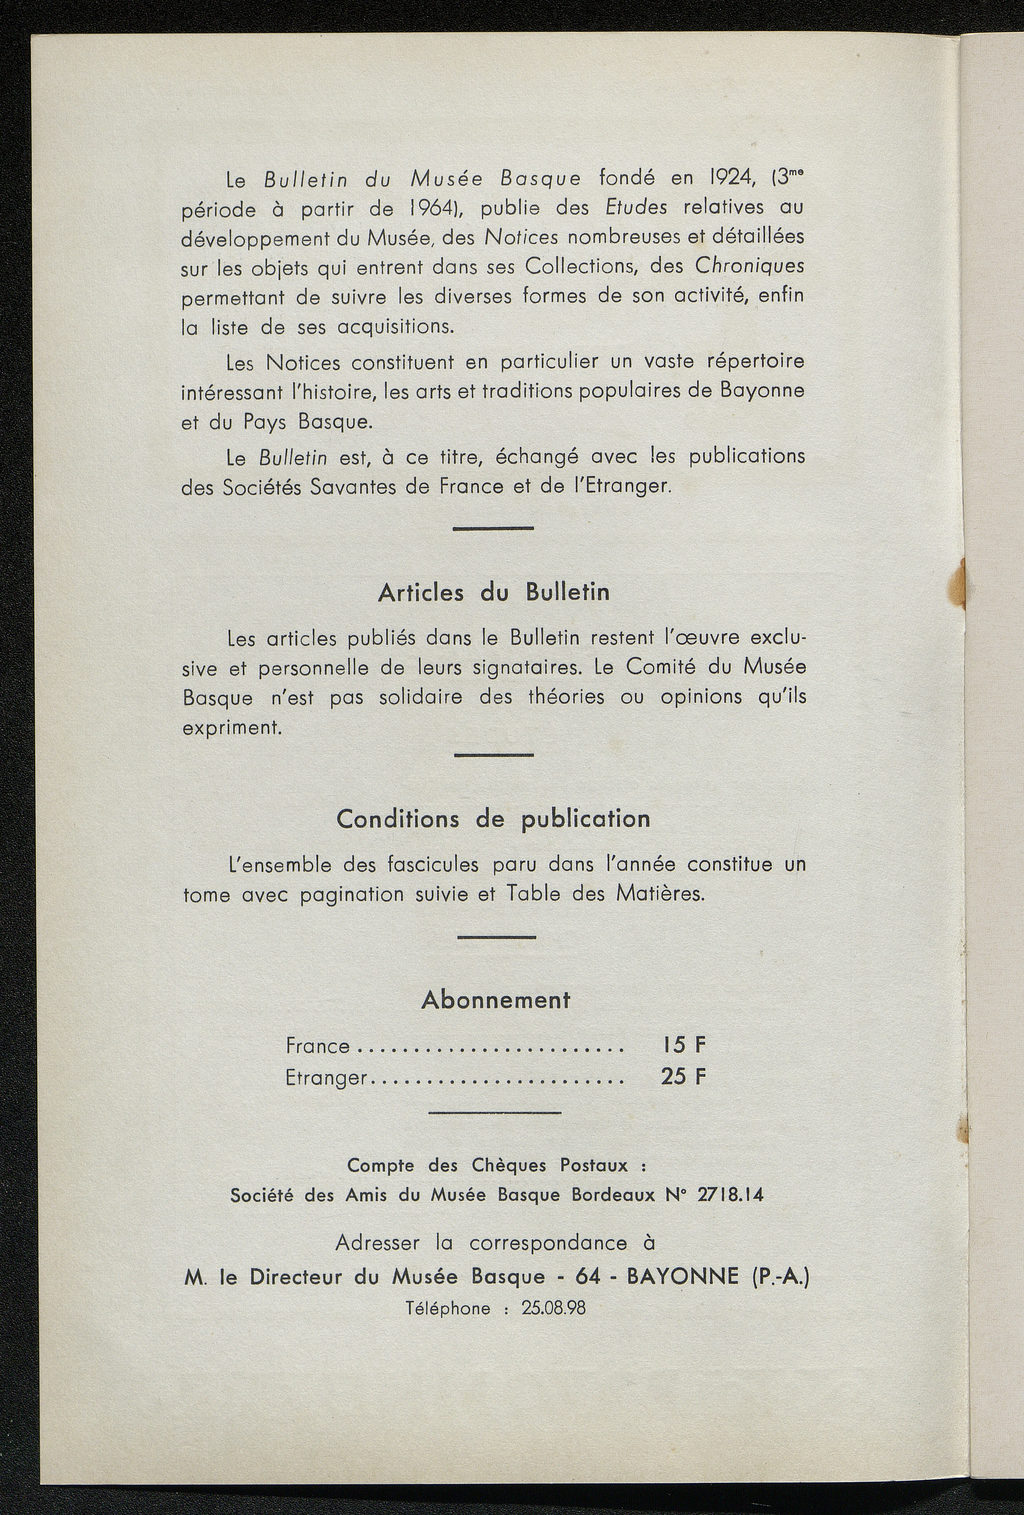 Le Bulletin du Musée Basque fondé en 1924, (3me
période à partir de 1964), publie des Etudes relatives au
développement du Musée, des Notices nombreuses et détaillées
sur les objets qui entrent dans ses Collections, des Chroniques
permettant de suivre les diverses formes de son activité, enfin
la liste de ses acquisitions.
Les Notices constituent en particulier un vaste répertoire
intéressant l'histoire, les arts et traditions populaires de Bayonne
et du Pays Basque.
Le Bulletin est, à ce titre, échangé avec les publications
des Sociétés Savantes de France et de l'Etranger.
Articles du Bulletin
Les articles publiés dans le Bulletin restent l'œuvre exclu-
sive et personnelle de leurs signataires. Le Comité du Musée
Basque n'est pas solidaire des théories ou opinions qu'ils
expriment.
Conditions de publication
L'ensemble des fascicules paru dans l'année constitue un
tome avec pagination suivie et Table des Matières.
Abonnement
France ........................ 15 F
Etranger....................... 25 F
Compte des Chèques Postaux :
Société des Amis du Musée Basque Bordeaux N° 2718.14
Adresser la correspondance à
M. le Directeur du Musée Basque - 64 - BAYONNE (P.-A.)
Téléphone : 25.08.98